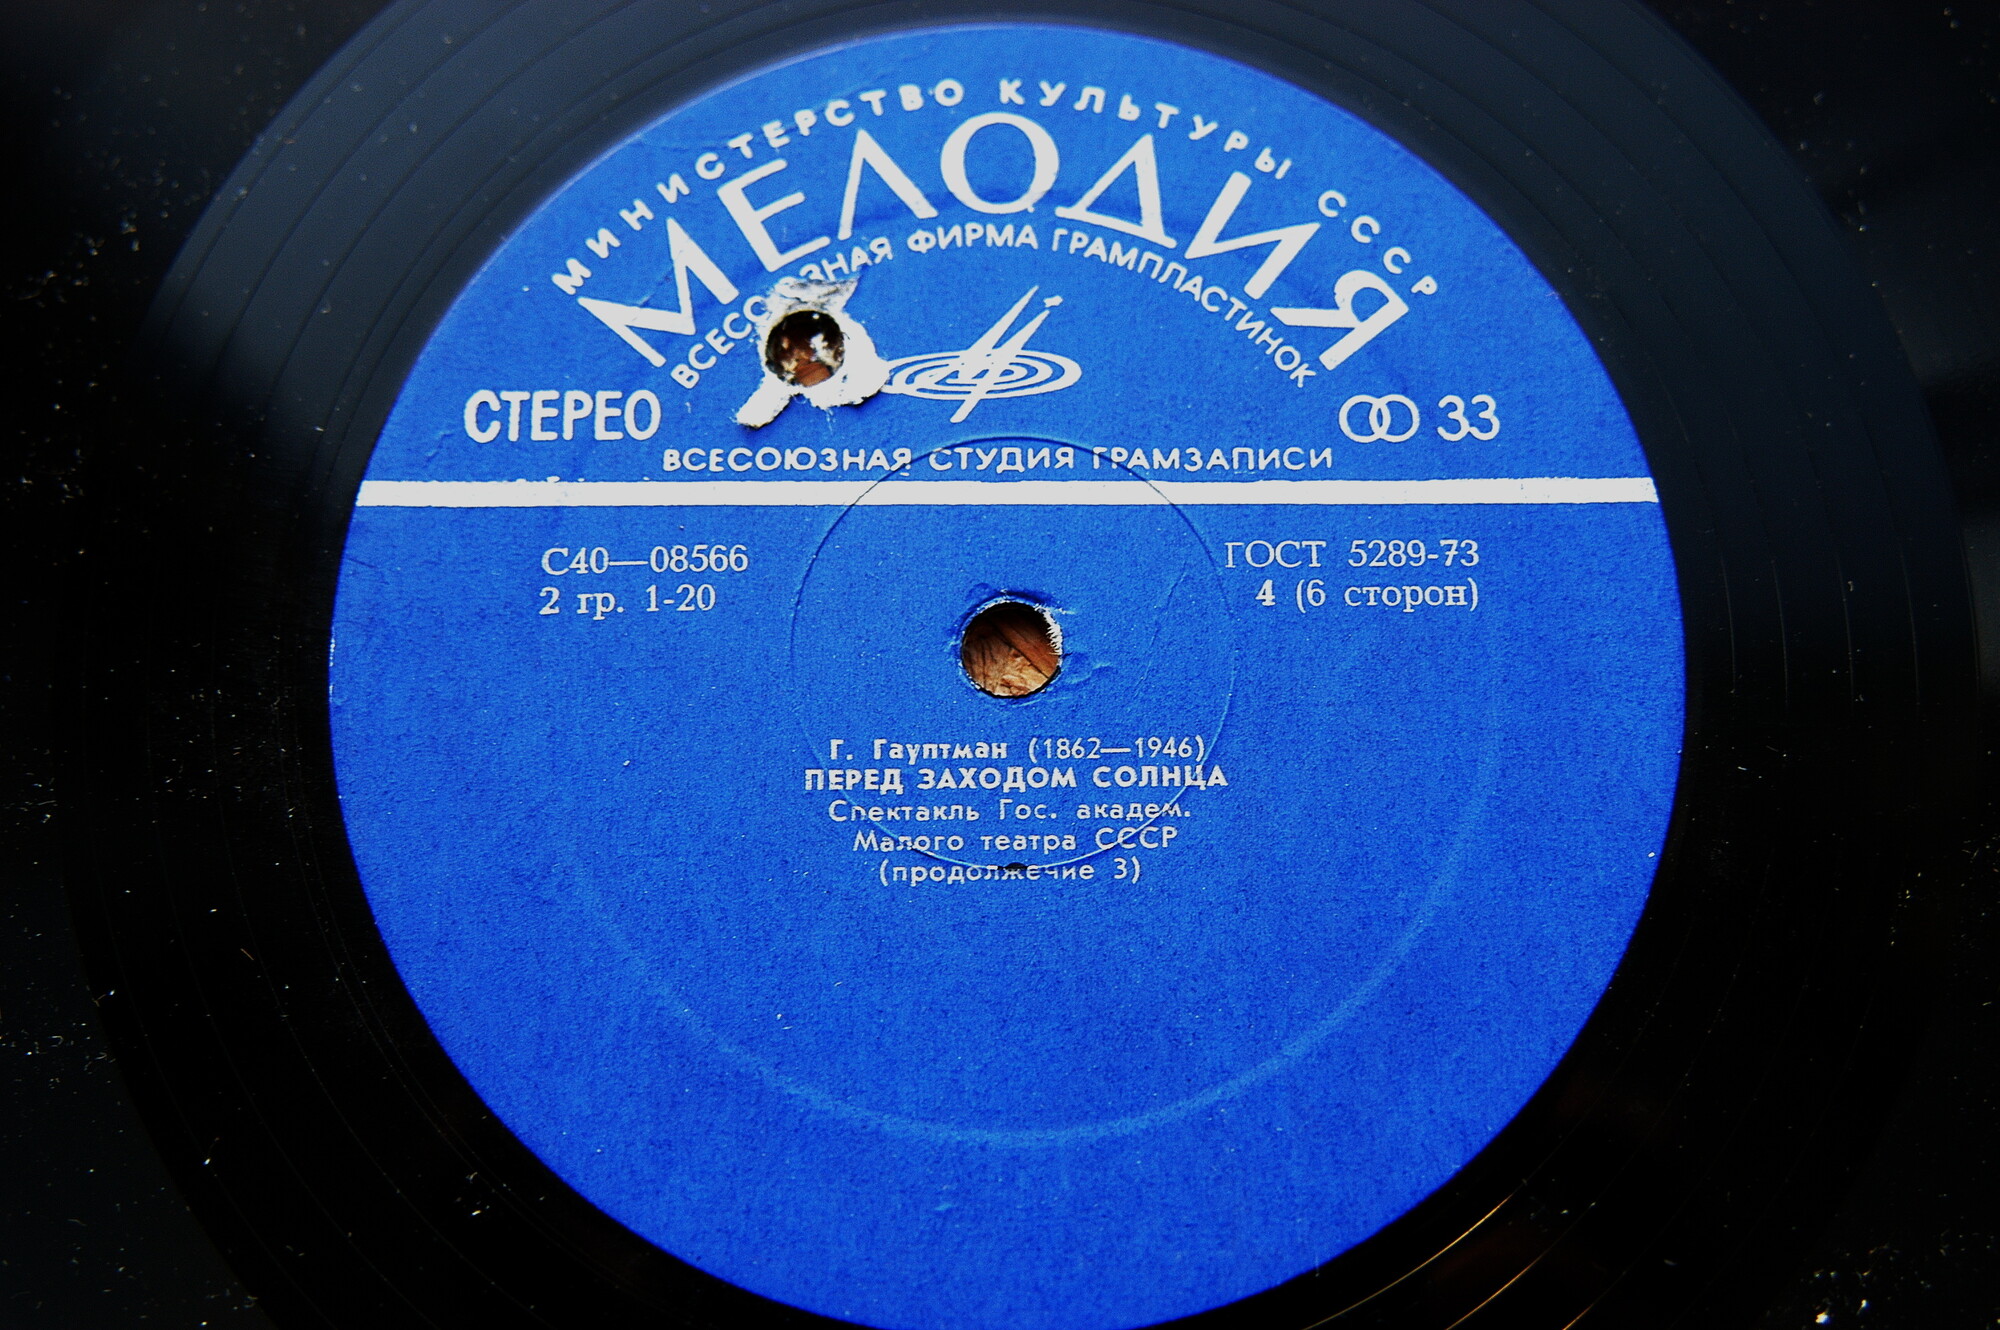 МИНИСТЕРСТВО КУЛЬТУРЫ СССР
МЕЛОДИЯ
ВСЕСОЮЗНАЯ ФИРМА ГРАМПЛАСТИНОК
СТЕРЕО
33
ВСЕСОЮЗНАЯ СТУДИЯ ГРАМЗАПИСИ
С40—08566
2 гр. 1-20
ГОСТ 5289-73
4 (6 сторон)
Г. Гауптман (1862—1946)
ПЕРЕД ЗАХОДОМ СОЛНЦА
Спектакль Гос. академ.
Малого театра СССР
(продолжение 3)